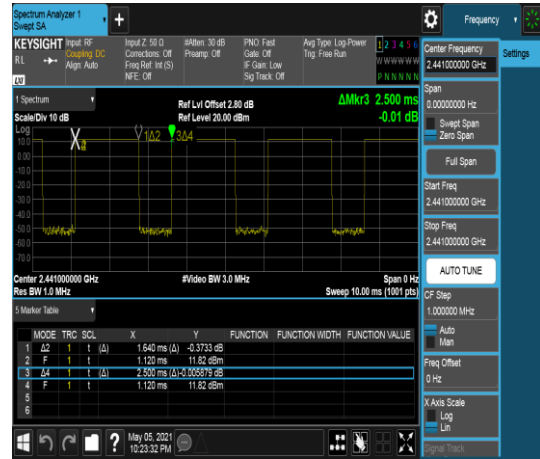 Spectrum Analyzer 1
Swept SA
+
Frequency
KEYSIGHT Input: RF Input Z: 50 Ω #Atten: 30 dB PNO: Fast Avg Type: Log-Power 1 2 3 4 5 6
RL Coupling: DC Corrections: Off Preamp: Off Gate: Off Trig: Free Run
Align: Auto Freq Ref: Int (S) IF Gain: Low W W W W W W
NFE: Off Sig Track: Off P N N N N N
LXI
1 Spectrum
Ref Lvl Offset 2.80 dB
ΔMkr3 2.500 ms
Scale/Div 10 dB
Ref Level 20.00 dBm
-0.01 dB
Log
1Δ2
3Δ4
10.0
0.00
-10.0
-20.0
-30.0
-40.0
-50.0
-60.0
-70.0
Center 2.441000000 GHz
#Video BW 3.0 MHz
Span 0 Hz
Res BW 1.0 MHz
Sweep 10.00 ms (1001 pts)
5 Marker Table
MODE TRC SCL X Y FUNCTION FUNCTION WIDTH FUNCTION VALUE
1 Δ2 1 t (Δ) 1.640 ms (Δ) -0.3733 dB
2 F 1 t 1.120 ms 11.82 dBm
3 Δ4 1 t (Δ) 2.500 ms (Δ) -0.005879 dB
4 F 1 t 1.120 ms 11.82 dBm
5
6
May 05, 2021
10:23:32 PM
?
Settings
Center Frequency
2.441000000 GHz
Span
0.00000000 Hz
Swept Span
Zero Span
Full Span
Start Freq
2.441000000 GHz
Stop Freq
2.441000000 GHz
AUTO TUNE
CF Step
1.000000 MHz
Auto
Man
Freq Offset
0 Hz
X Axis Scale
Log
Lin
Signal Track